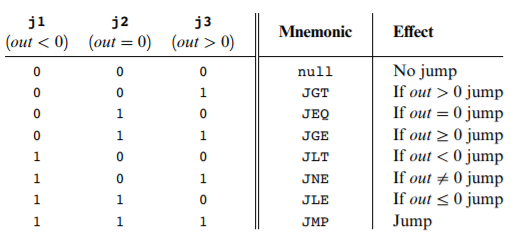 j1 j2 j3 Mnemonic Effect
(out < 0) (out = 0) (out > 0)
0 0 0 null No jump
0 0 1 JGT If out > 0 jump
0 1 0 JEQ If out = 0 jump
0 1 1 JGE If out ≥ 0 jump
1 0 0 JLT If out < 0 jump
1 0 1 JNE If out ≠ 0 jump
1 1 0 JLE If out ≤ 0 jump
1 1 1 JMP Jump